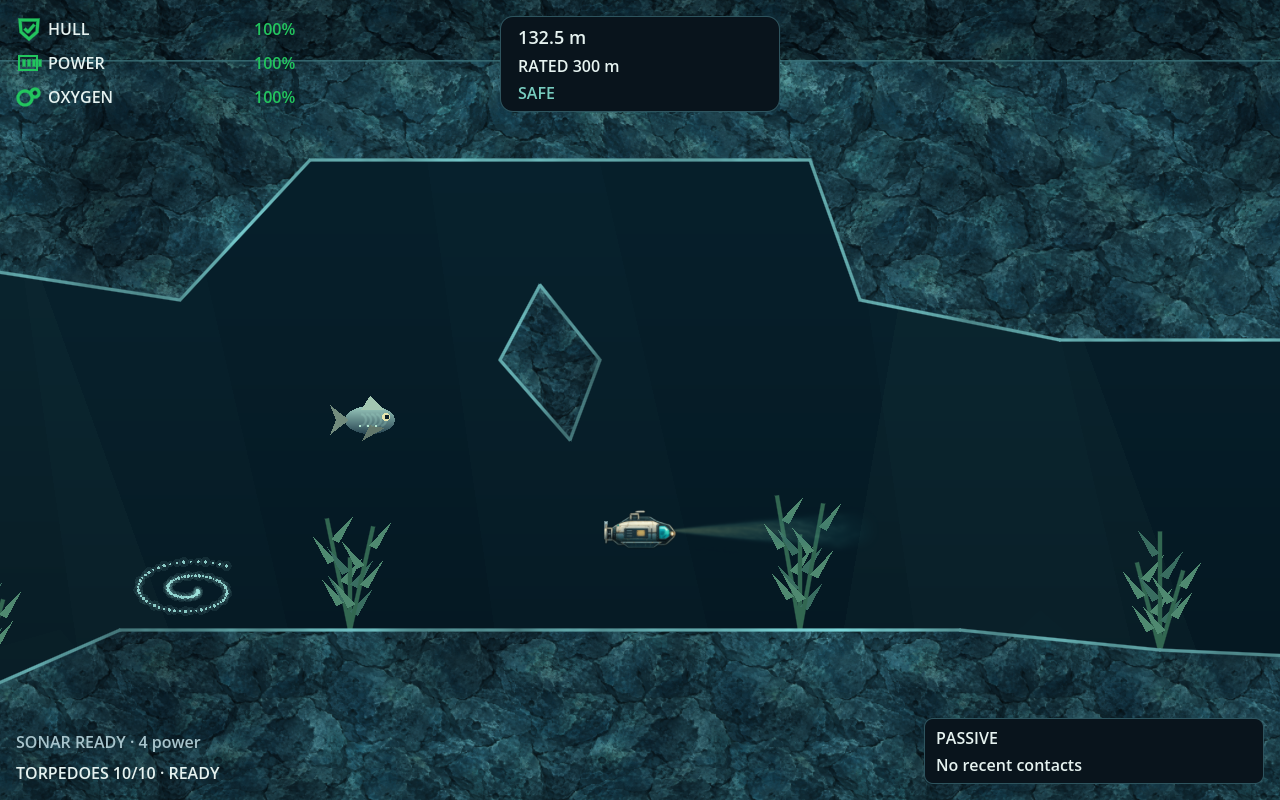 HULL 100%
POWER 100%
OXYGEN 100%
132.5 m
RATED 300 m
SAFE
SONAR READY · 4 power
TORPEDOES 10/10 · READY
PASSIVE
No recent contacts